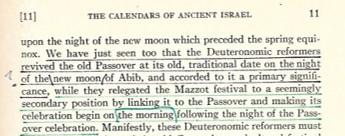 [11] THE CALENDARS OF ANCIENT ISRAEL 11
upon the night of the new moon which preceded the spring equi-
nox. We have just seen too that the Deuteronomic reformers
revived the old Passover at its old, traditional date on the night
of the new moon of Abib, and accorded to it a primary signifi-
cance, while they relegated the Mazzot festival to a seemingly
secondary position by linking it to the Passover and making its
celebration begin on the morning following the night of the Pass-
over celebration. Manifestly, these Deuteronomic reformers must